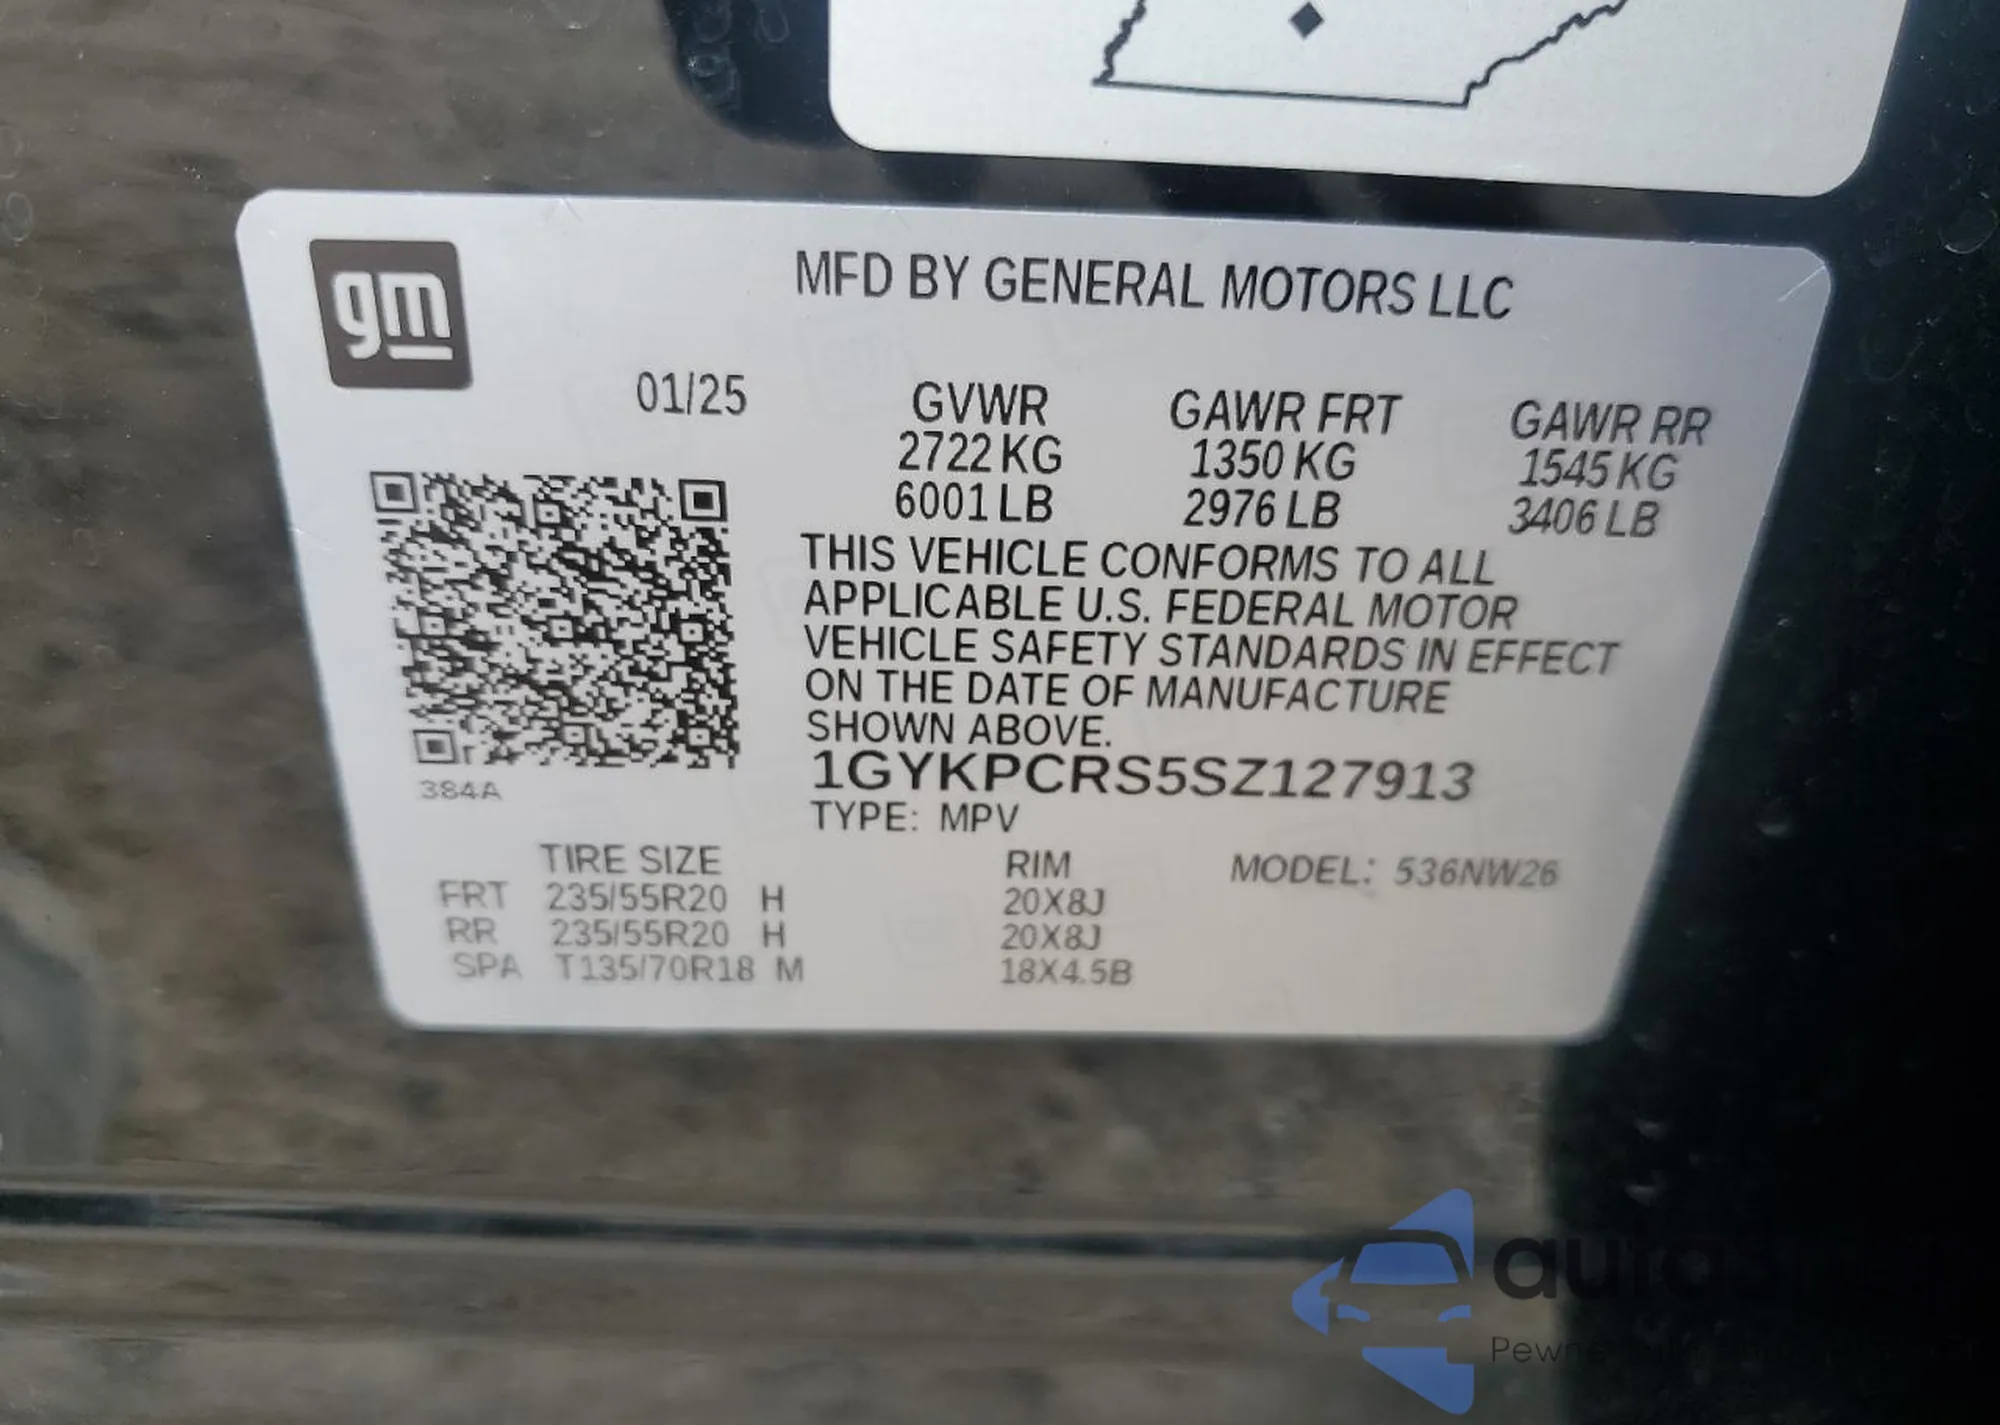 gm
MFD BY GENERAL MOTORS LLC
01/25
GVWR GAWR FRT GAWR RR
2722 KG 1350 KG 1545 KG
6001 LB 2976 LB 3406 LB
THIS VEHICLE CONFORMS TO ALL
APPLICABLE U.S. FEDERAL MOTOR
VEHICLE SAFETY STANDARDS IN EFFECT
ON THE DATE OF MANUFACTURE
SHOWN ABOVE.
384A
1GYKPCRS5SZ127913
TYPE: MPV
TIRE SIZE RIM MODEL: 536NW26
FRT 235/55R20 H 20X8J
RR 235/55R20 H 20X8J
SPA T135/70R18 M 18X4.5B